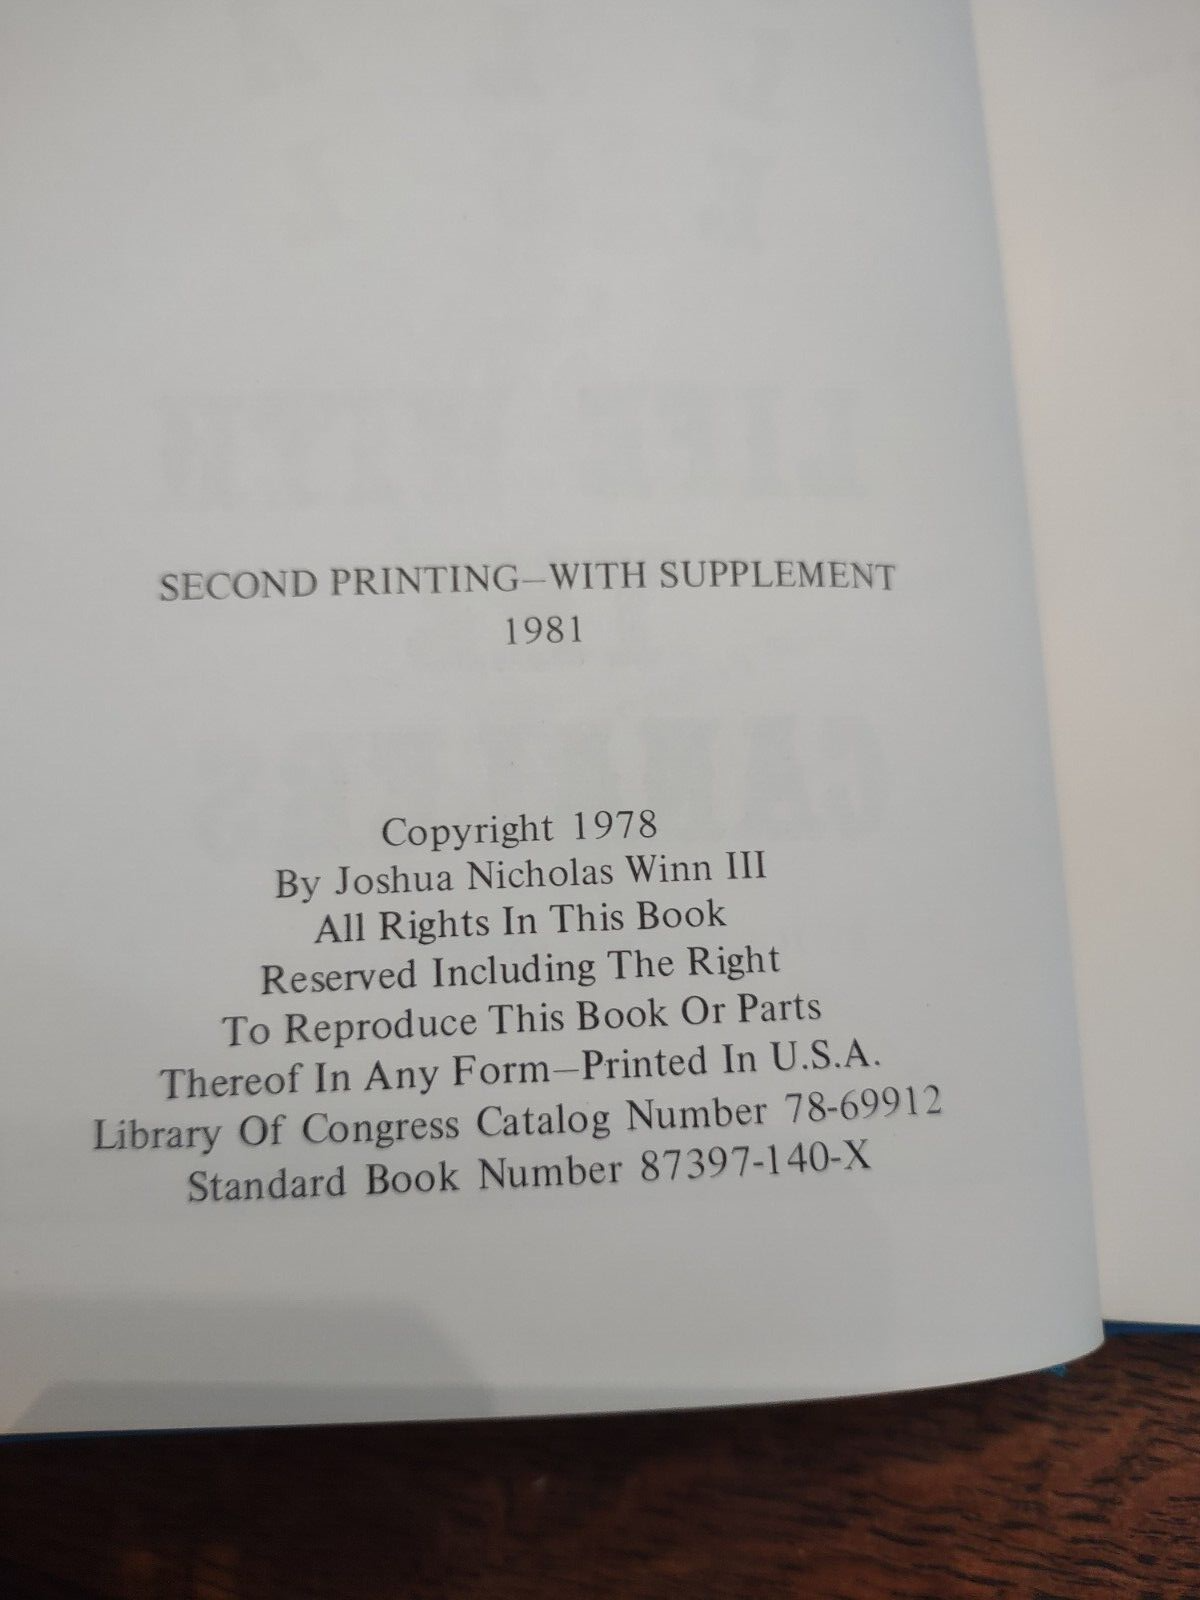 SECOND PRINTING—WITH SUPPLEMENT
1981
Copyright 1978
By Joshua Nicholas Winn III
All Rights In This Book
Reserved Including The Right
To Reproduce This Book Or Parts
Thereof In Any Form—Printed In U.S.A.
Library Of Congress Catalog Number 78-69912
Standard Book Number 87397-140-X